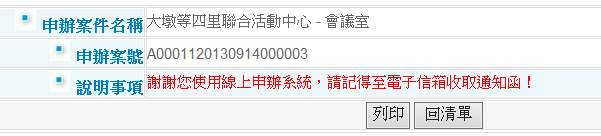 申辦案件名稱 大墩等四里聯合活動中心 - 會議室
申辦案號 A0001120130914000003
說明事項 謝謝您使用線上申辦系統，請記得至電子信箱收取通知函！
列印 回清單